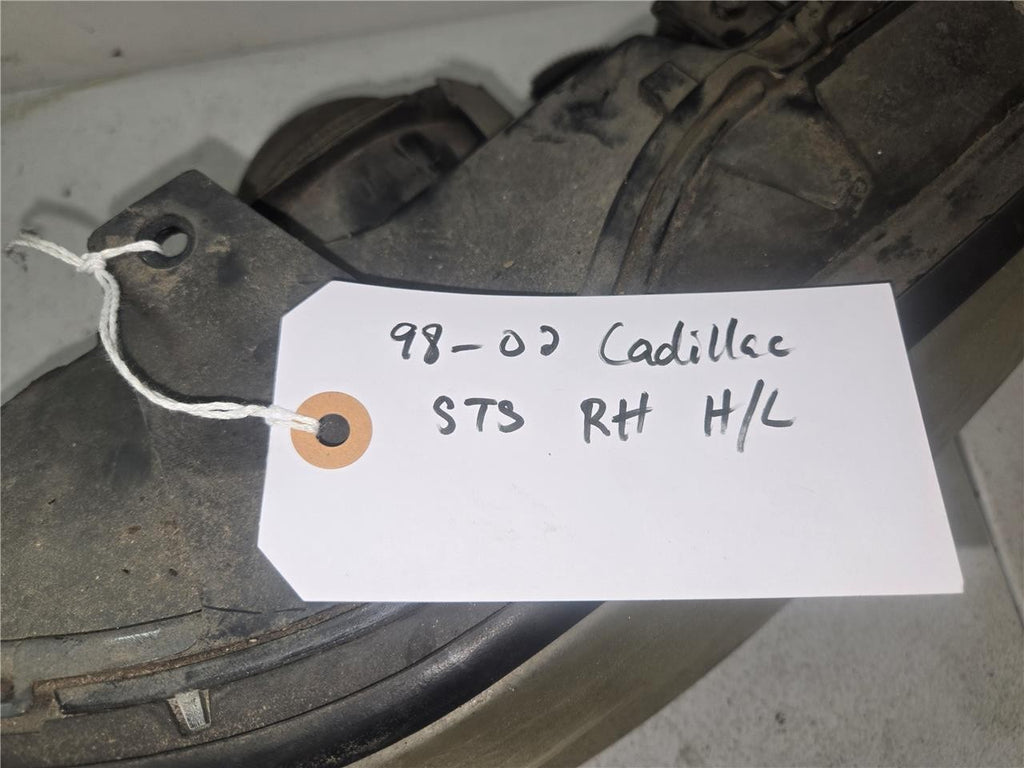 98-02 Cadillac
STS RH H/L